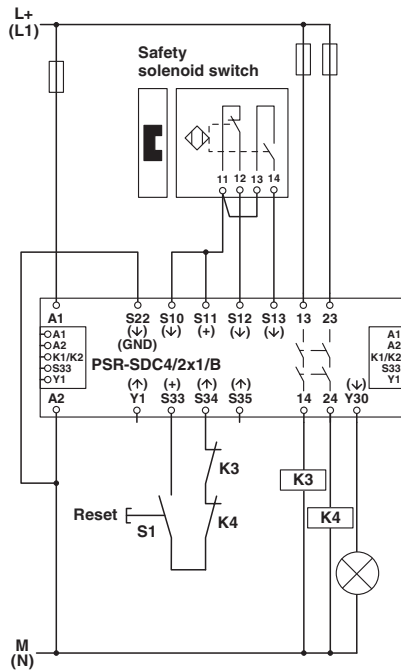 L+
(L1)
Safety
solenoid switch
11 12 13 14
A1 S22 S10 S11 S12 S13 13 23
(↓) (↓) (+) (↓) (↓)
(GND)
A1
A2
K1/K2
S33
Y1
A1
A2
K1/K2
S33
Y1
PSR-SDC4/2x1/B
(↑) (+) (↑) (↑) (↓)
A2 Y1 S33 S34 S35 14 24 Y30
K3
K3
K4
Reset
S1
K4
M
(N)